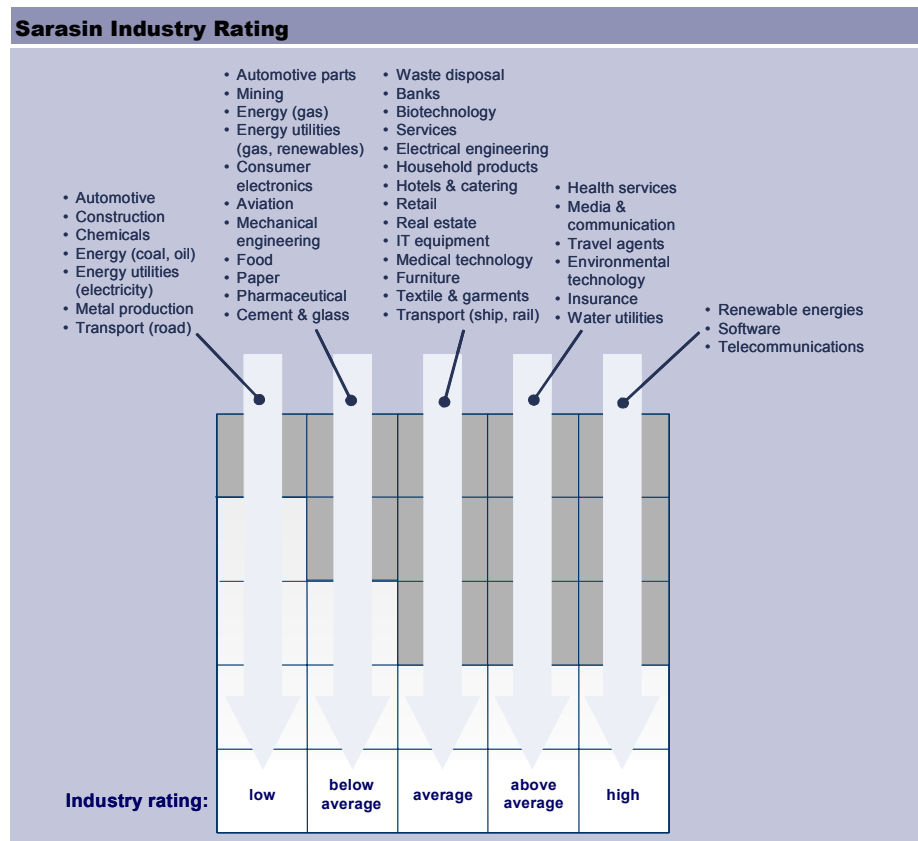 Sarasin Industry Rating
• Automotive
• Construction
• Chemicals
• Energy (coal, oil)
• Energy utilities
(electricity)
• Metal production
• Transport (road)
• Automotive parts
• Mining
• Energy (gas)
• Energy utilities
(gas, renewables)
• Consumer
electronics
• Aviation
• Mechanical
engineering
• Food
• Paper
• Pharmaceutical
• Cement & glass
• Waste disposal
• Banks
• Biotechnology
• Services
• Electrical engineering
• Household products
• Hotels & catering
• Retail
• Real estate
• IT equipment
• Medical technology
• Furniture
• Textile & garments
• Transport (ship, rail)
• Health services
• Media &
communication
• Travel agents
• Environmental
technology
• Insurance
• Water utilities
• Renewable energies
• Software
• Telecommunications
Industry rating:
low
below
average
average
above
average
high